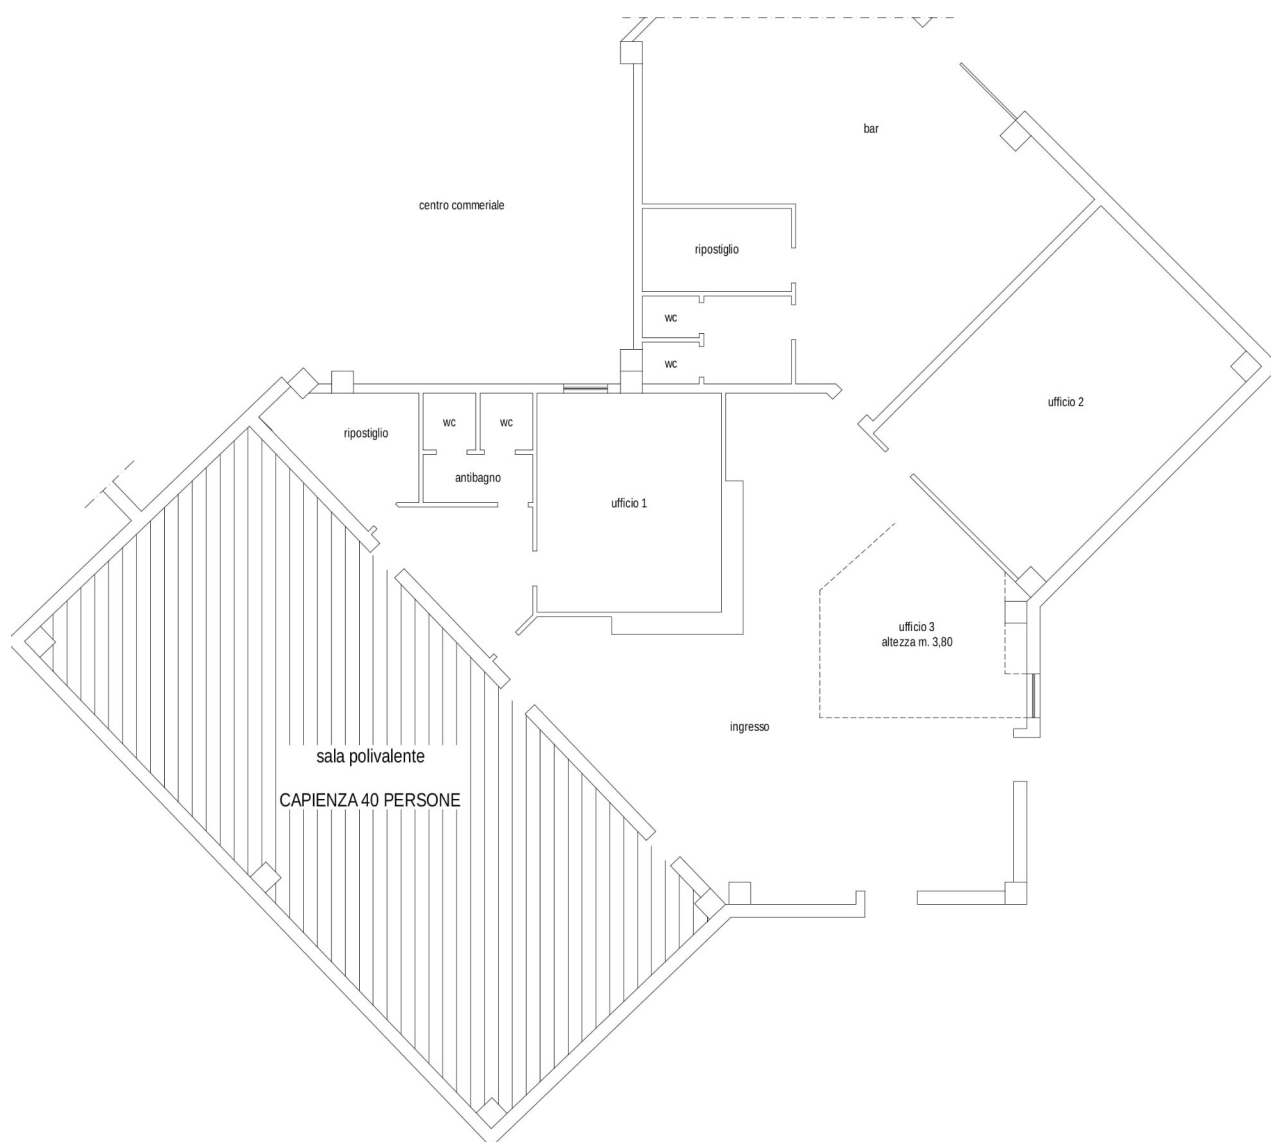 bar
centro commeriale
ripostiglio
wc
wc
ufficio 2
wc
wc
ripostiglio
antibagno
ufficio 1
ufficio 3
altezza m. 3,80
ingresso
sala polivalente
CAPIENZA 40 PERSONE